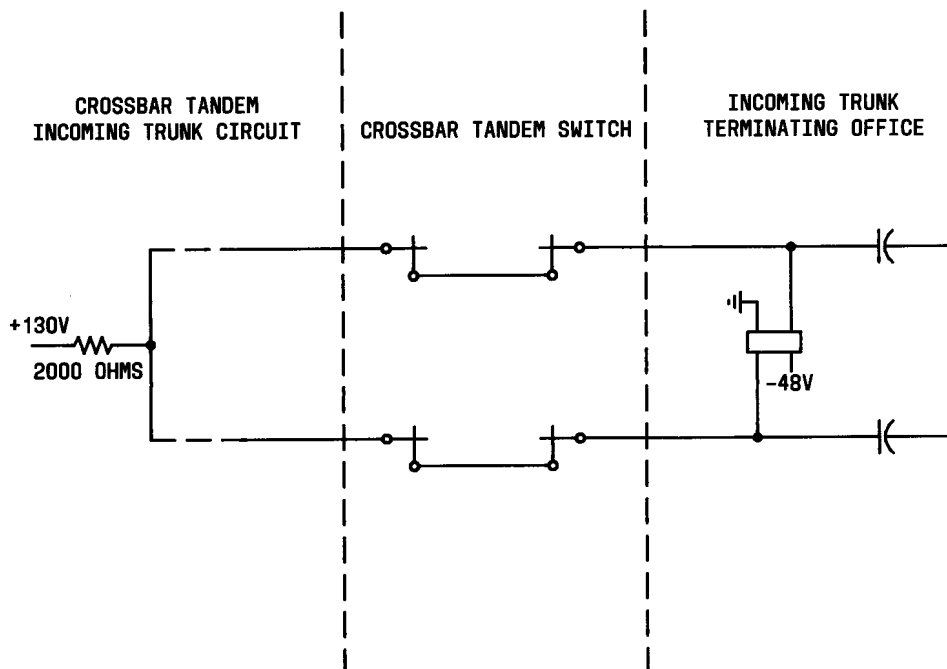 CROSSBAR TANDEM
INCOMING TRUNK CIRCUIT
CROSSBAR TANDEM SWITCH
INCOMING TRUNK
TERMINATING OFFICE
+130V
2000 OHMS
-48V